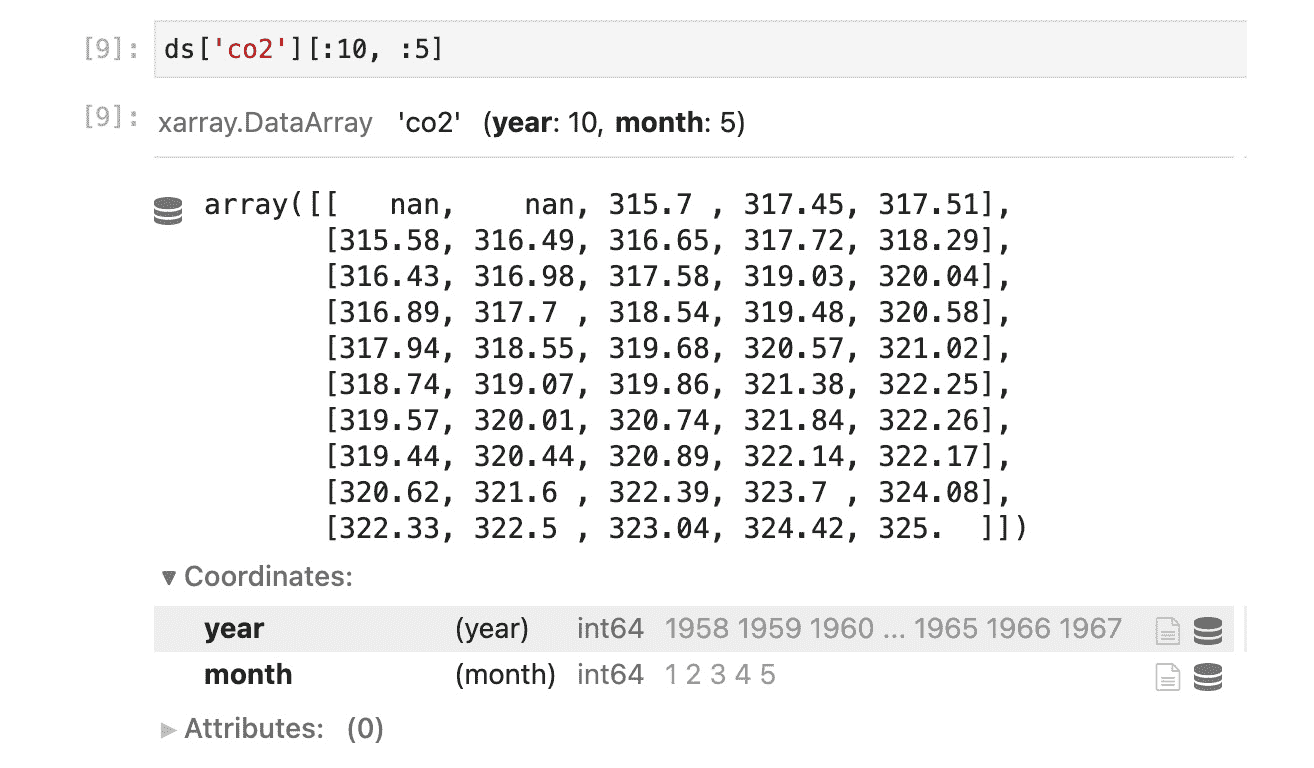 [9]: ds['co2'][:10, :5]
[9]: xarray.DataArray 'co2' (year: 10, month: 5)
array([[   nan,    nan, 315.7 , 317.45, 317.51],
       [315.58, 316.49, 316.65, 317.72, 318.29],
       [316.43, 316.98, 317.58, 319.03, 320.04],
       [316.89, 317.7 , 318.54, 319.48, 320.58],
       [317.94, 318.55, 319.68, 320.57, 321.02],
       [318.74, 319.07, 319.86, 321.38, 322.25],
       [319.57, 320.01, 320.74, 321.84, 322.26],
       [319.44, 320.44, 320.89, 322.14, 322.17],
       [320.62, 321.6 , 322.39, 323.7 , 324.08],
       [322.33, 322.5 , 323.04, 324.42, 325.  ]])
▼ Coordinates:
year (year) int64 1958 1959 1960 ... 1965 1966 1967
month (month) int64 1 2 3 4 5
► Attributes: (0)